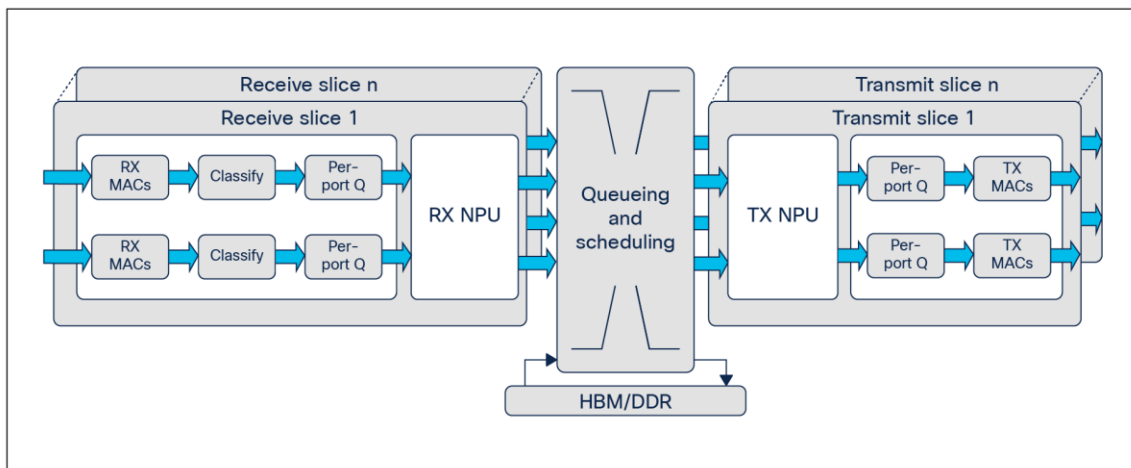 Receive slice n
Receive slice 1
RX
MACs
Classify
Per-
port Q
RX
MACs
Classify
Per-
port Q
RX NPU
Queueing
and
scheduling
HBM/DDR
Transmit slice n
Transmit slice 1
TX NPU
Per-
port Q
TX
MACs
Per-
port Q
TX
MACs